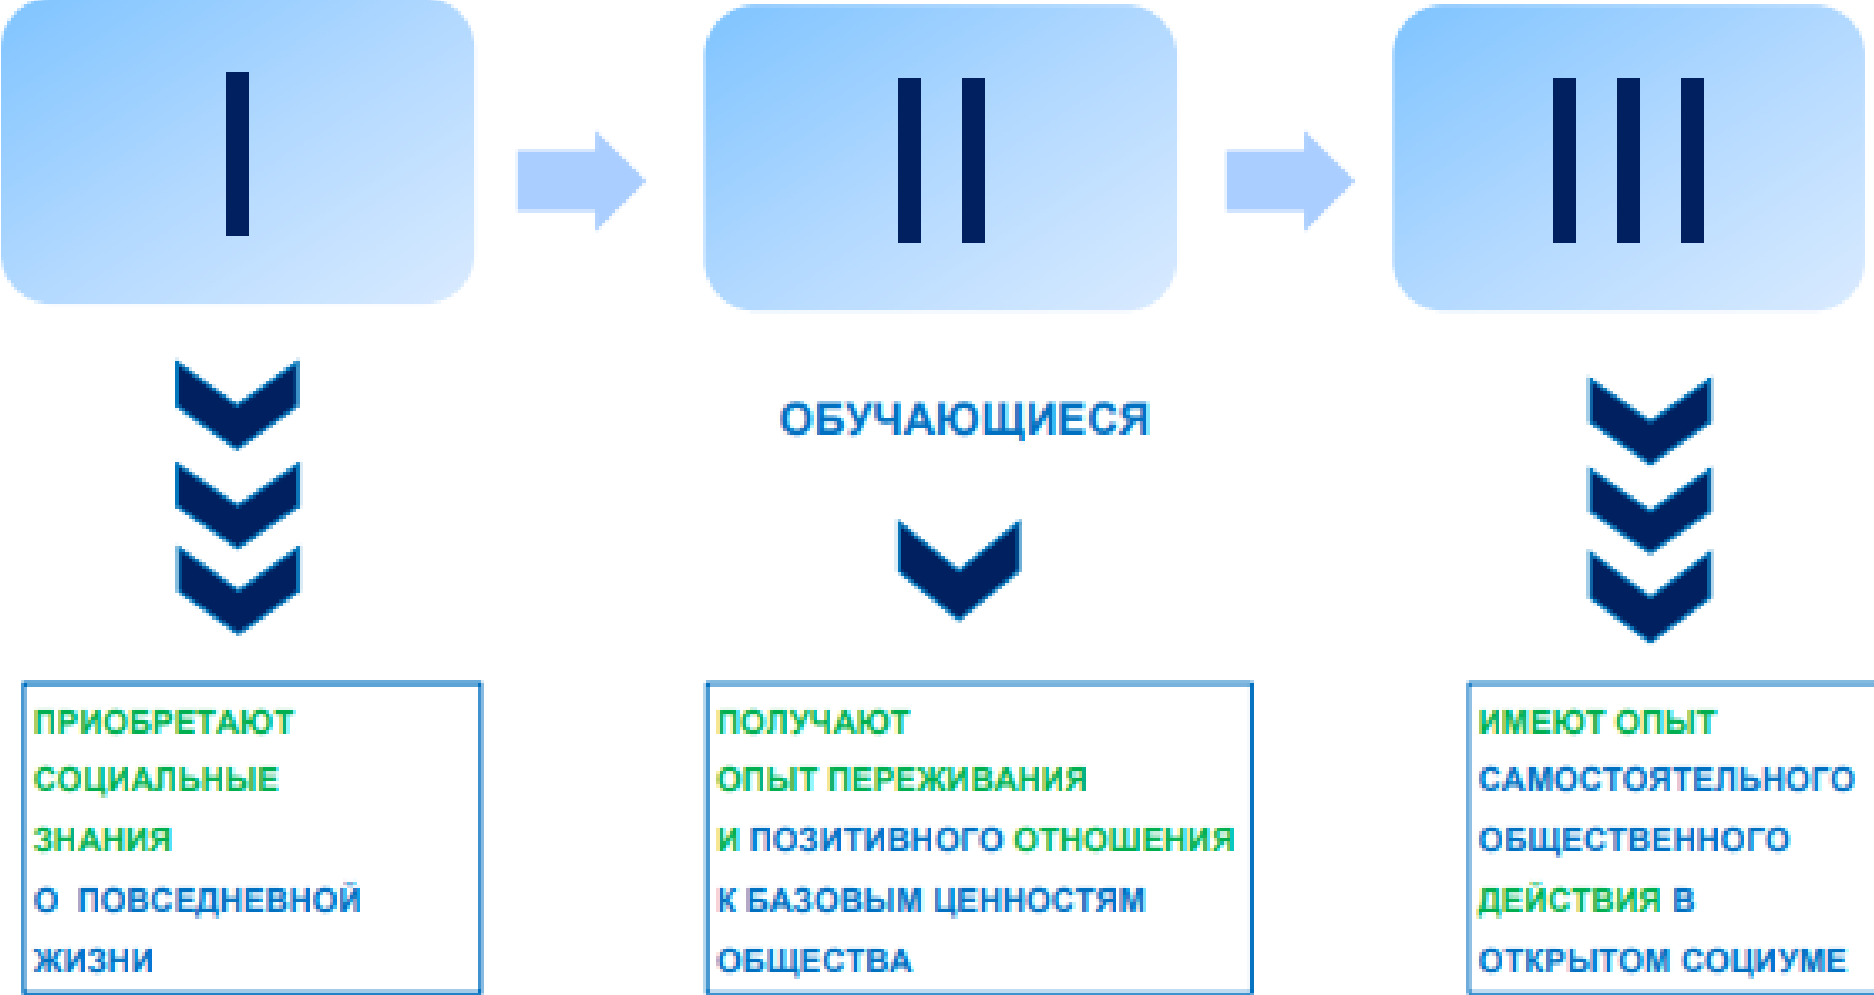 I
II
III
ОБУЧАЮЩИЕСЯ
ПРИОБРЕТАЮТ
СОЦИАЛЬНЫЕ
ЗНАНИЯ
О ПОВСЕДНЕВНОЙ
ЖИЗНИ
ПОЛУЧАЮТ
ОПЫТ ПЕРЕЖИВАНИЯ
И ПОЗИТИВНОГО ОТНОШЕНИЯ
К БАЗОВЫМ ЦЕННОСТЯМ
ОБЩЕСТВА
ИМЕЮТ ОПЫТ
САМОСТОЯТЕЛЬНОГО
ОБЩЕСТВЕННОГО
ДЕЙСТВИЯ В
ОТКРЫТОМ СОЦИУМЕ